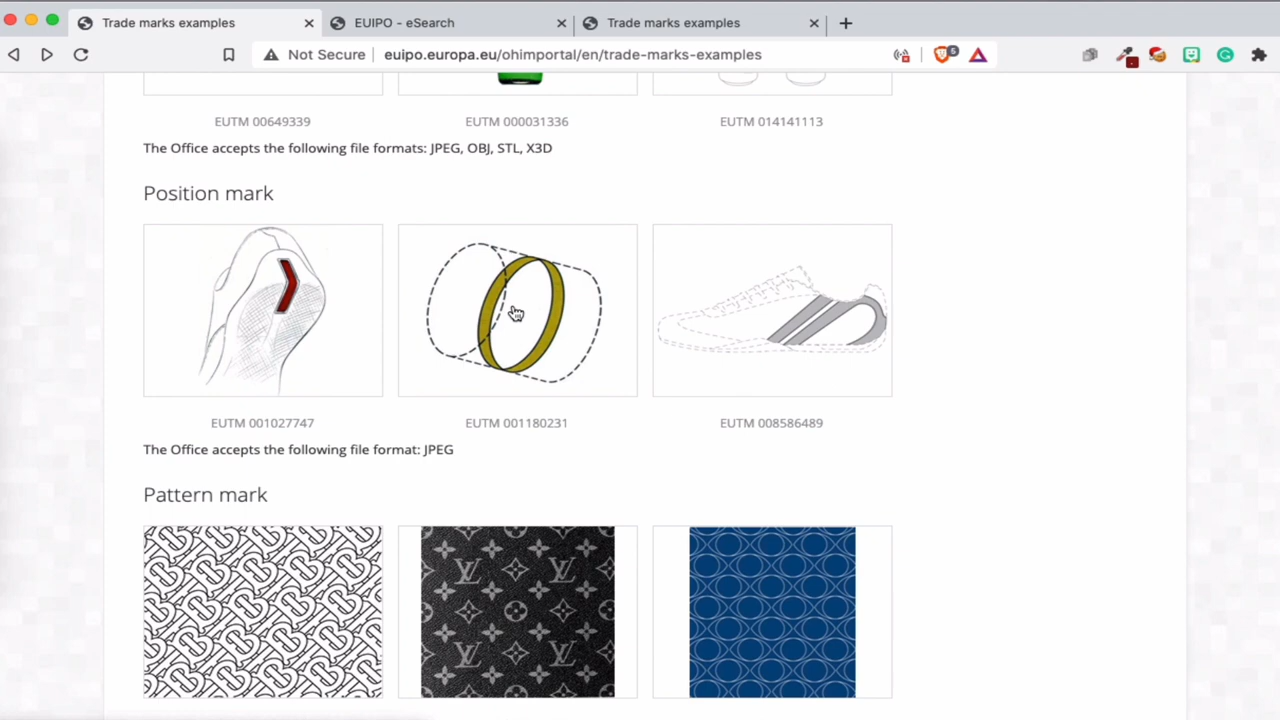 Trade marks examples
EUIPO - eSearch
Trade marks examples
Not Secure
euipo.europa.eu/ohimportal/en/trade-marks-examples
6
EUTM 00649339
EUTM 000031336
EUTM 014141113
The Office accepts the following file formats: JPEG, OBJ, STL, X3D
Position mark
EUTM 001027747
EUTM 001180231
EUTM 008586489
The Office accepts the following file format: JPEG
Pattern mark